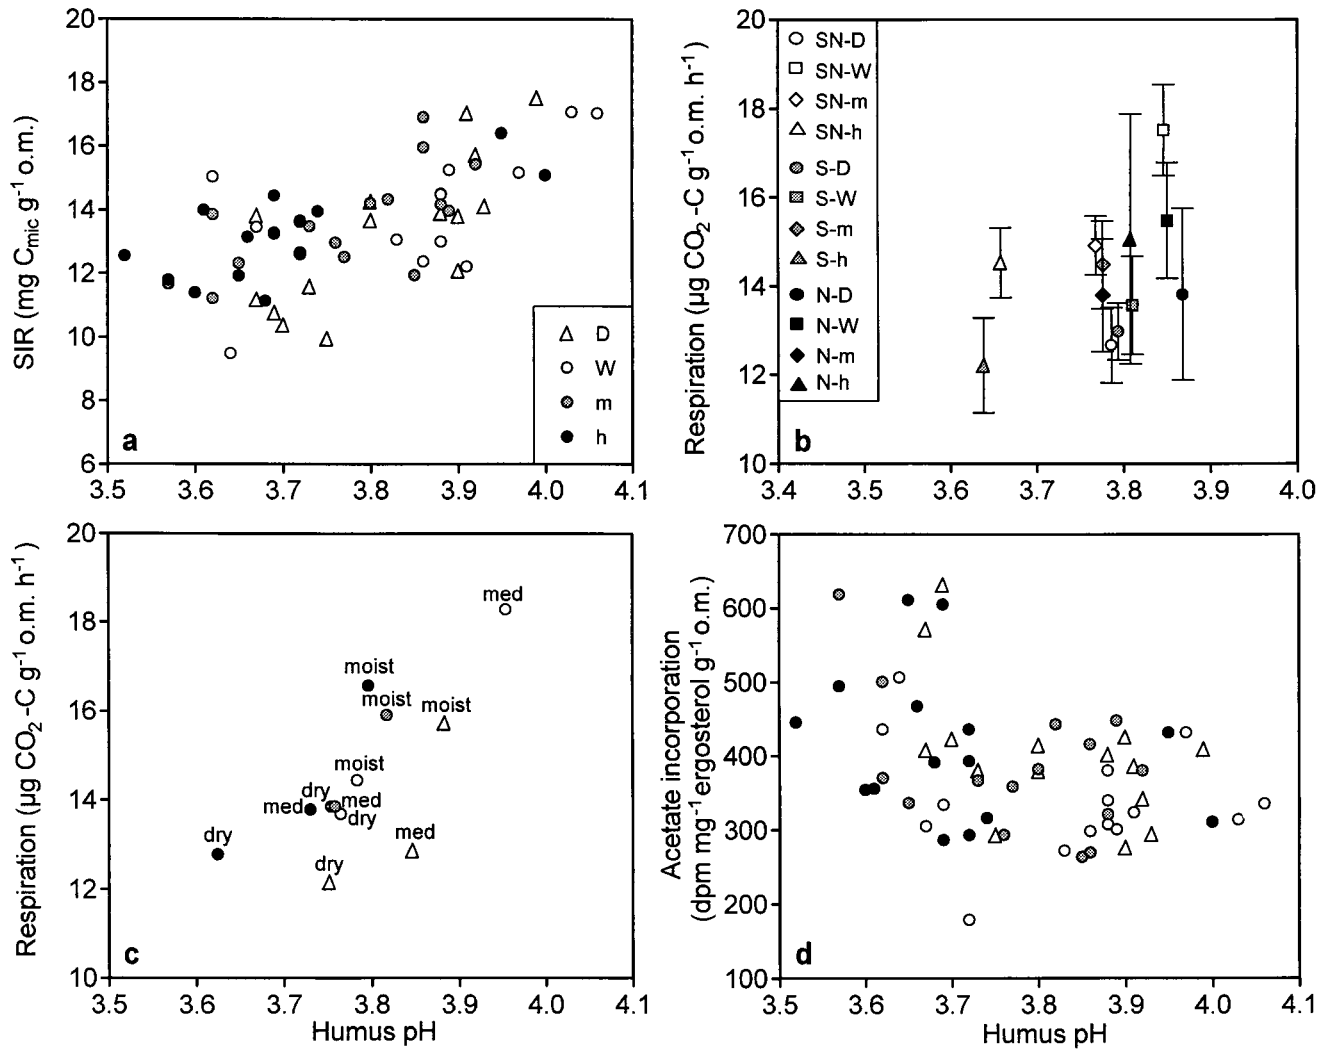 20
18
16
14
12
10
8
6
SIR (mg Cmic g-1 o.m.)
a
D
W
m
h
3.5 3.6 3.7 3.8 3.9 4.0 4.1
20
18
16
14
12
10
Respiration (µg CO2-C g-1 o.m. h-1)
SN-D
SN-W
SN-m
SN-h
S-D
S-W
S-m
S-h
N-D
N-W
N-m
N-h
b
3.4 3.5 3.6 3.7 3.8 3.9 4.0
20
18
16
14
12
10
Respiration (µg CO2-C g-1 o.m. h-1)
med
moist
moist
moist
moist
dry
med
med
dry
dry
med
dry
c
3.5 3.6 3.7 3.8 3.9 4.0 4.1
Humus pH
700
600
500
400
300
200
100
Acetate incorporation
(dpm mg-1 ergosterol g-1 o.m.)
d
3.5 3.6 3.7 3.8 3.9 4.0 4.1
Humus pH